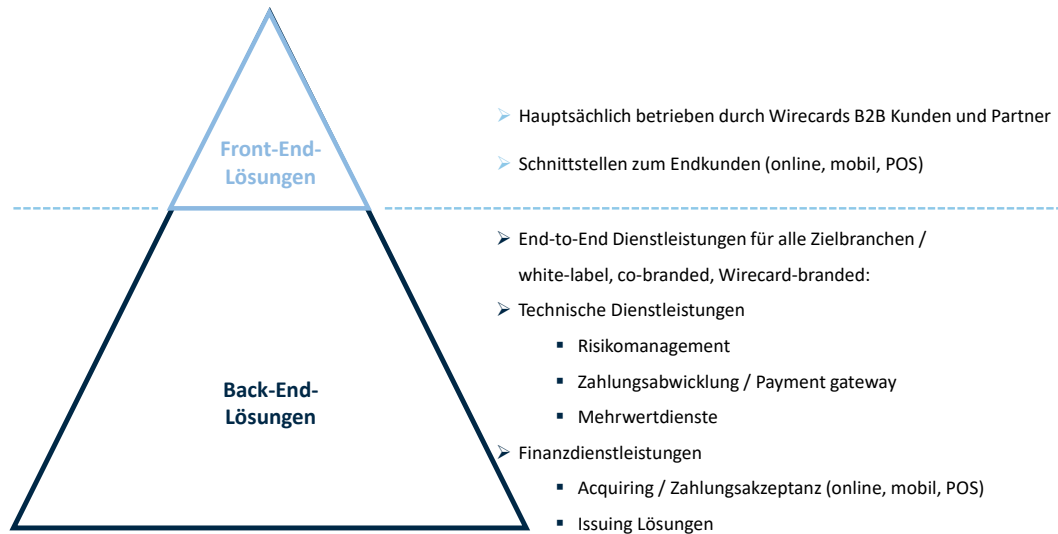 Front-End-
Lösungen
➢ Hauptsächlich betrieben durch Wirecards B2B Kunden und Partner
➢ Schnittstellen zum Endkunden (online, mobil, POS)
Back-End-
Lösungen
➢ End-to-End Dienstleistungen für alle Zielbranchen /
white-label, co-branded, Wirecard-branded:
➢ Technische Dienstleistungen
▪ Risikomanagement
▪ Zahlungsabwicklung / Payment gateway
▪ Mehrwertdienste
➢ Finanzdienstleistungen
▪ Acquiring / Zahlungsakzeptanz (online, mobil, POS)
▪ Issuing Lösungen